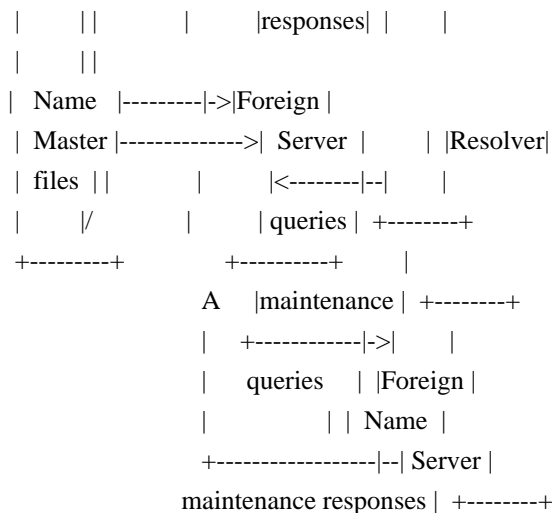 |         | |               |           |responses|  |         |
|         | |
|   Name   |---------|->|Foreign |
|  Master |-------------->|  Server   |          |  |Resolver|
|  files  | |              |           |<--------|--|          |
|         |/               |           | queries |   +--------+
+---------+                +----------+           |
A     |maintenance |  +--------+
|      +------------|->|          |
|       queries      |  |Foreign |
|                    |  |  Name   |
+------------------|--| Server |
maintenance responses |   +--------+